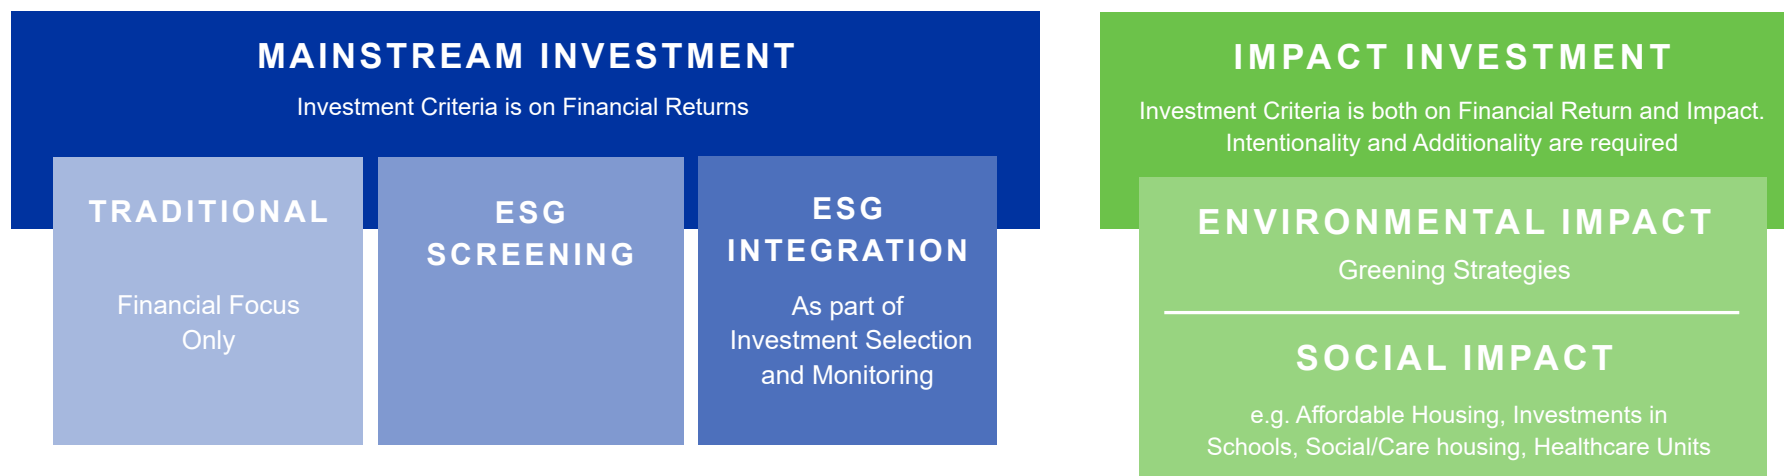 MAINSTREAM INVESTMENT
Investment Criteria is on Financial Returns
TRADITIONAL
Financial Focus
Only
ESG
SCREENING
ESG
INTEGRATION
As part of
Investment Selection
and Monitoring
IMPACT INVESTMENT
Investment Criteria is both on Financial Return and Impact.
Intentionality and Additionality are required
ENVIRONMENTAL IMPACT
Greening Strategies
SOCIAL IMPACT
e.g. Affordable Housing, Investments in
Schools, Social/Care housing, Healthcare Units